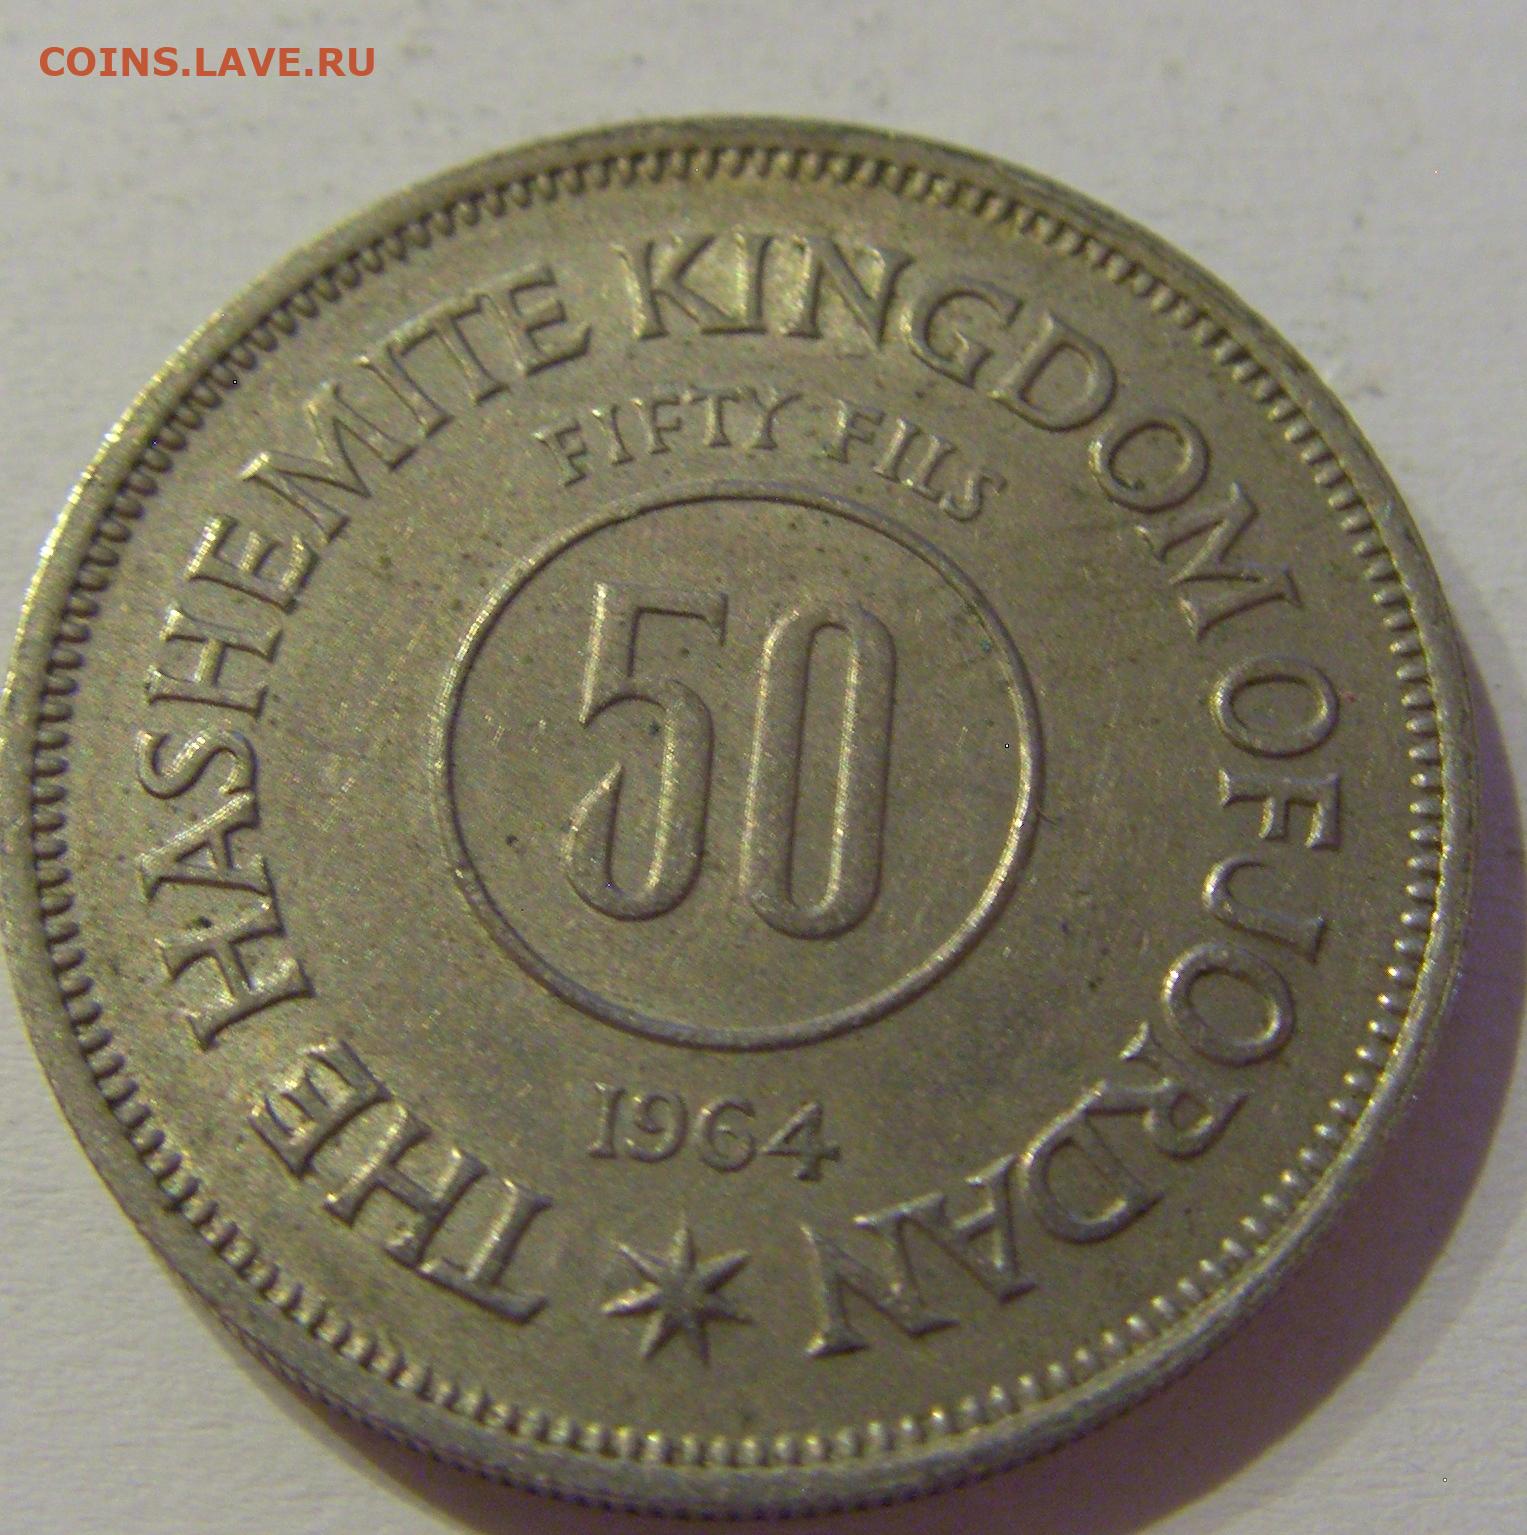 COINS.LAVE.RU
THE HASHEMITE KINGDOM OF JORDAN
FIFTY FILS
50
1964